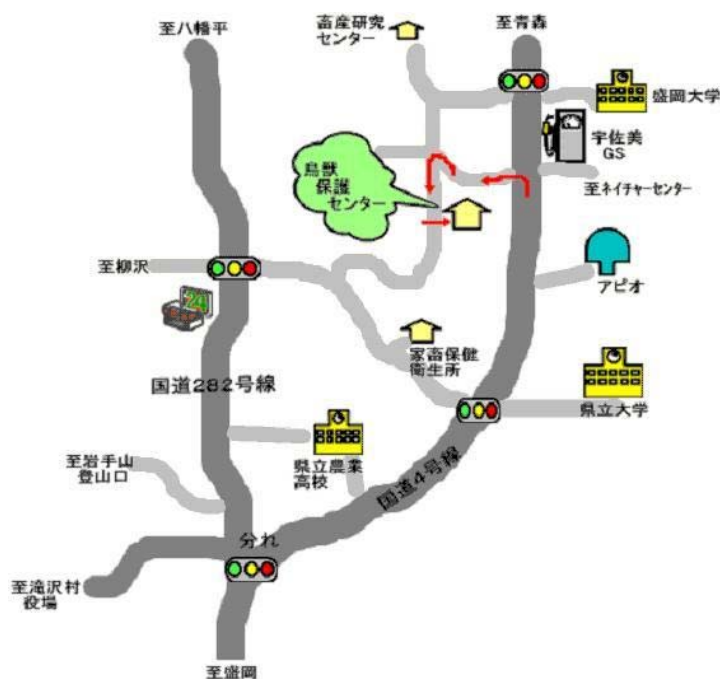 至八幡平
畜産研究
センター
至青森
盛岡大学
宇佐美
GS
鳥獣
保護
センター
至ネイチャーセンター
至柳沢
アピオ
24
家畜保健
衛生所
国道282号線
県立大学
至岩手山
登山口
県立農業
高校
国道4号線
分れ
至滝沢村
役場
至盛岡